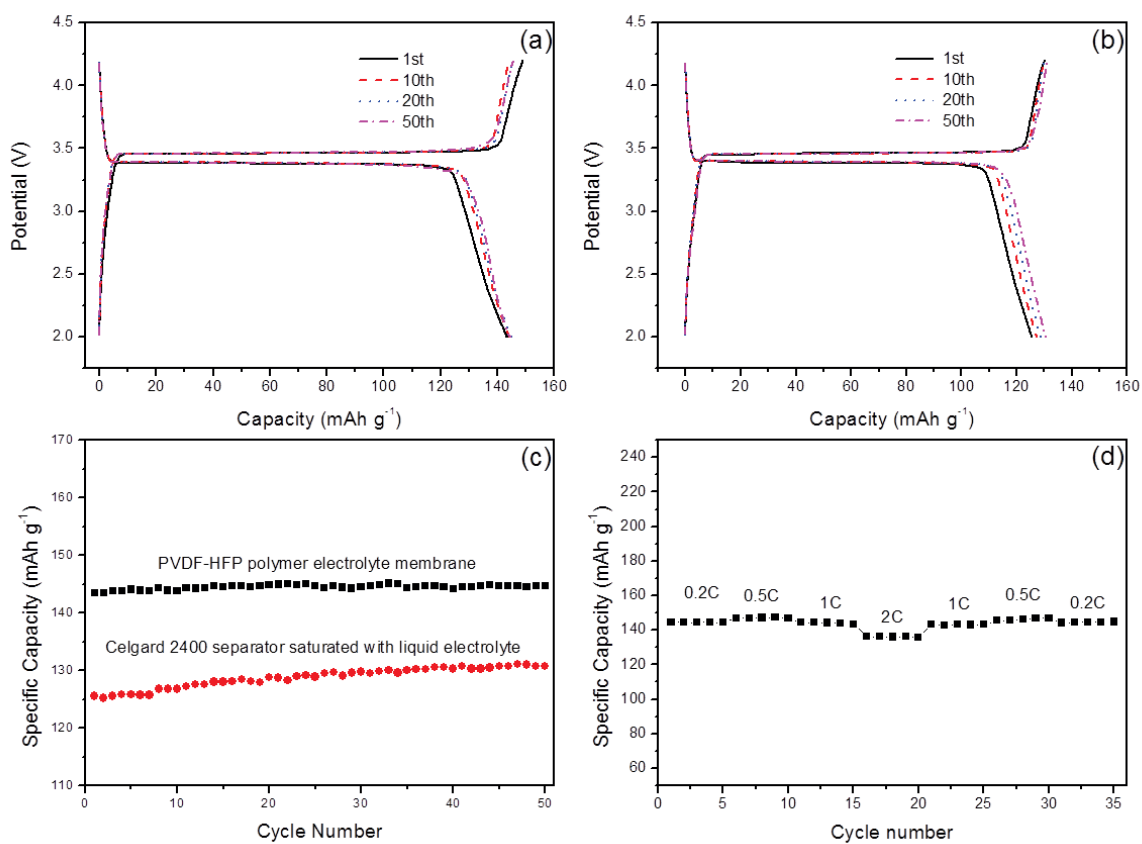 (a)
1st
10th
20th
50th
4.5
4.0
3.5
3.0
2.5
2.0
Potential (V)
0 20 40 60 80 100 120 140 160
Capacity (mAh g-1)
(b)
1st
10th
20th
50th
4.5
4.0
3.5
3.0
2.5
2.0
Potential (V)
0 20 40 60 80 100 120 140 160
Capacity (mAh g-1)
(c)
170
160
150
140
130
120
110
Specific Capacity (mAh g-1)
PVDF-HFP polymer electrolyte membrane
Celgard 2400 separator saturated with liquid electrolyte
0 10 20 30 40 50
Cycle Number
(d)
240
220
200
180
160
140
120
100
80
60
Specific Capacity (mAh g-1)
0.2C 0.5C 1C 2C 1C 0.5C 0.2C
0 5 10 15 20 25 30 35
Cycle number